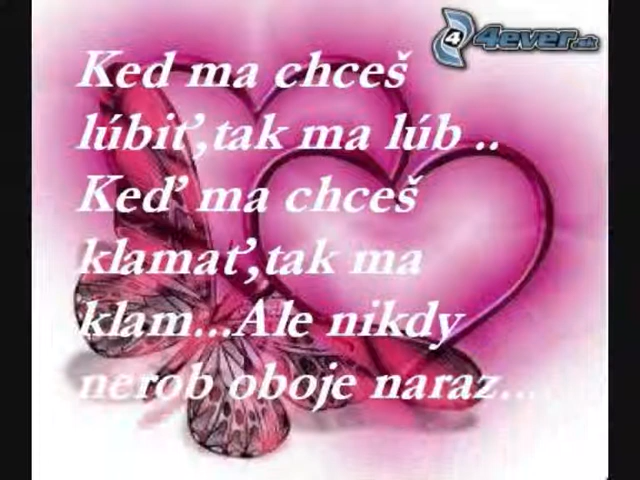 4ever.sk
Ked ma chceš
lúbiť,tak ma lúb ..
Keď ma chceš
klamať,tak ma
klam...Ale nikdy
nerob oboje naraz...